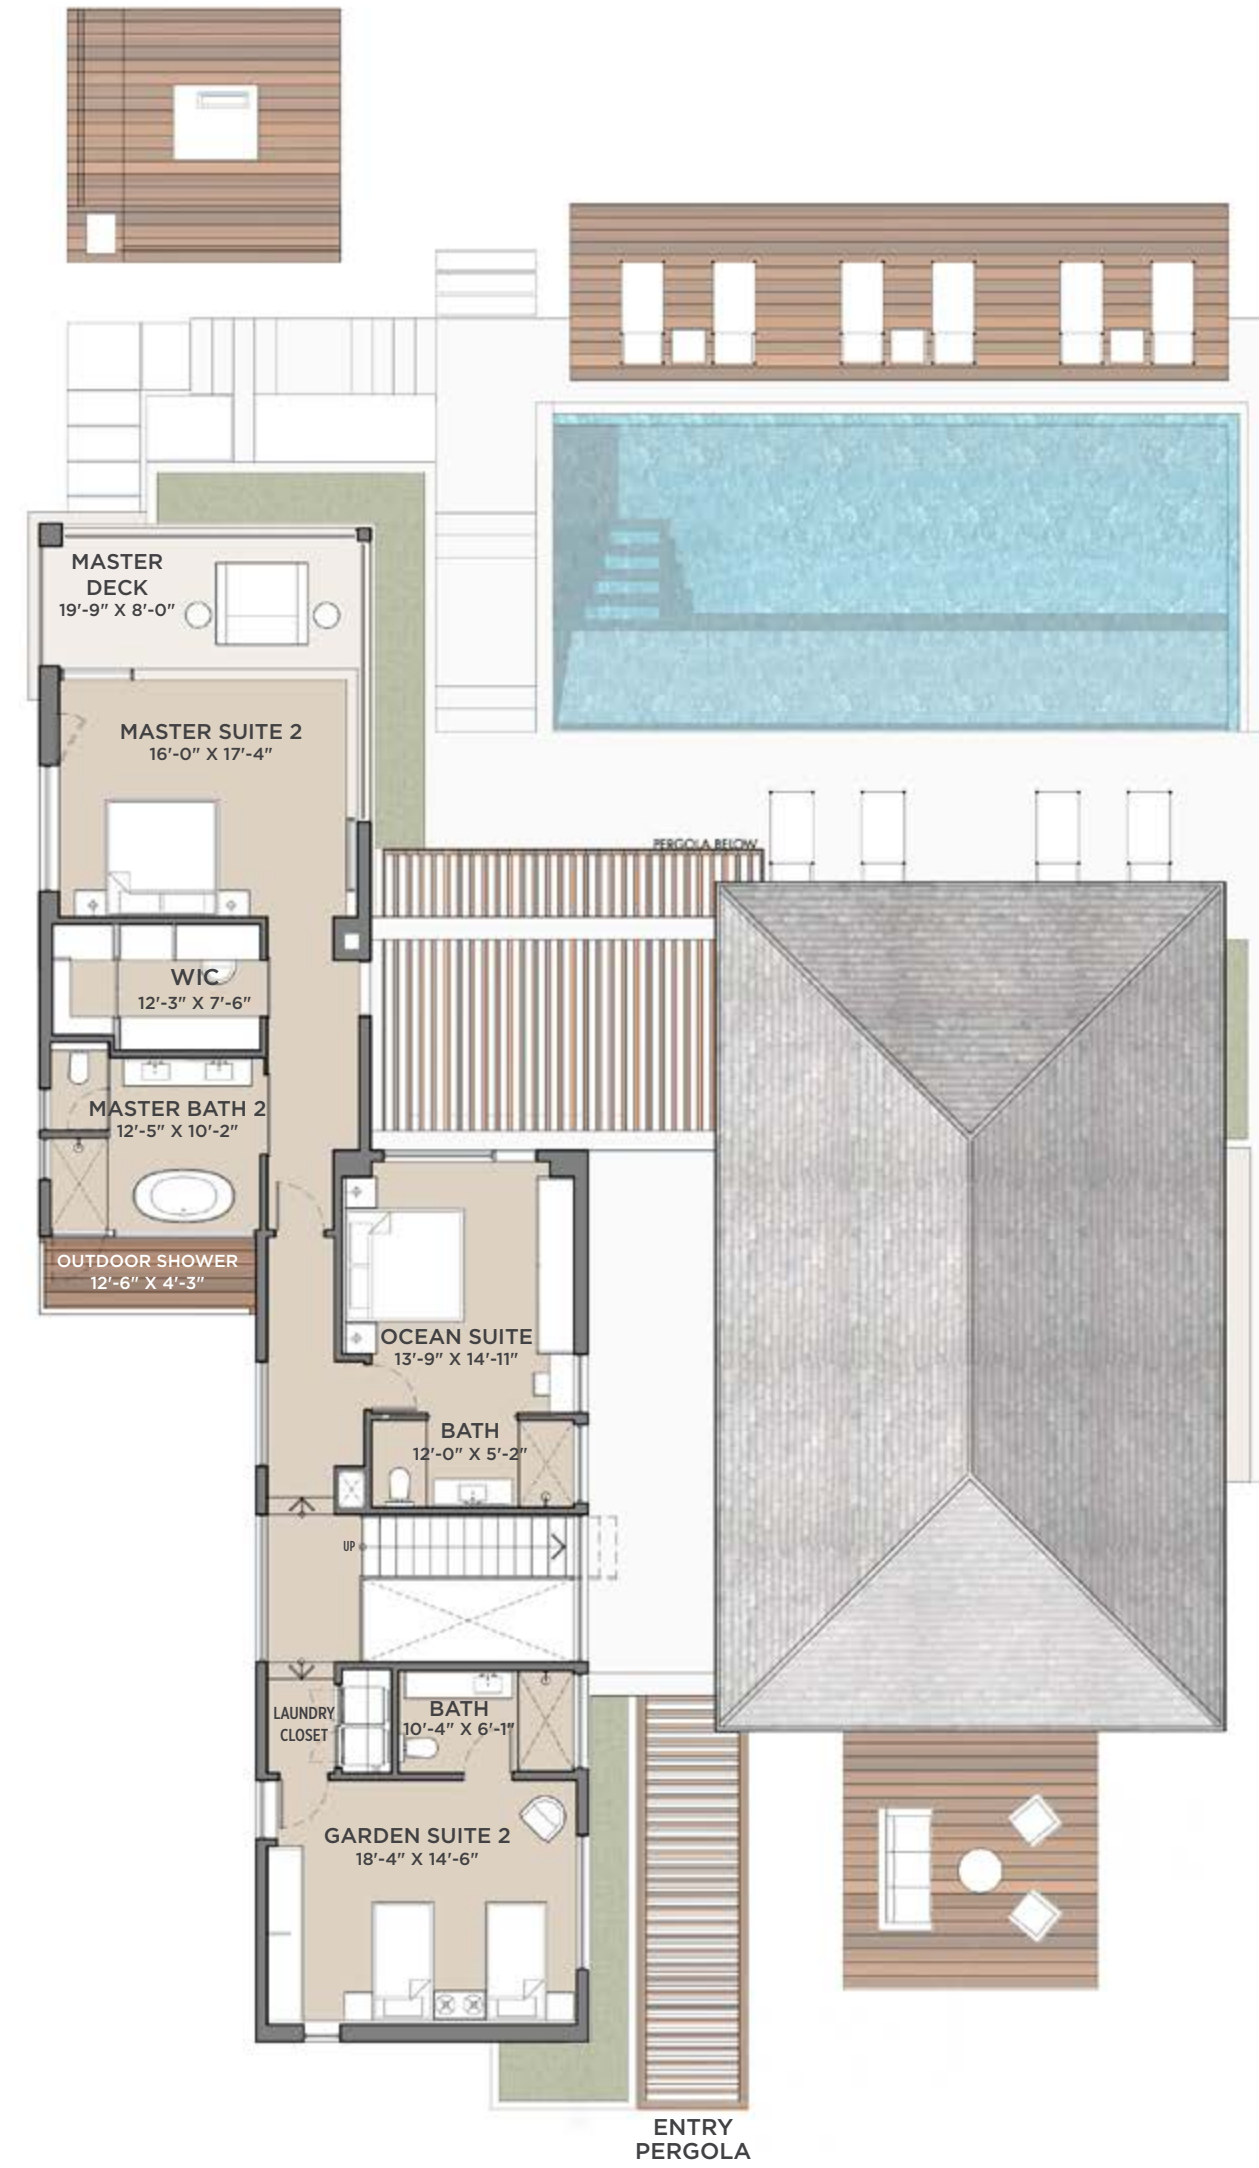 MASTER
DECK
19'-9" X 8'-0"
MASTER SUITE 2
16'-0" X 17'-4"
PERGOLA BELOW
WIC
12'-3" X 7'-6"
MASTER BATH 2
12'-5" X 10'-2"
OUTDOOR SHOWER
12'-6" X 4'-3"
OCEAN SUITE
13'-9" X 14'-11"
BATH
12'-0" X 5'-2"
UP
LAUNDRY
CLOSET
BATH
10'-4" X 6'-1"
GARDEN SUITE 2
18'-4" X 14'-6"
ENTRY
PERGOLA